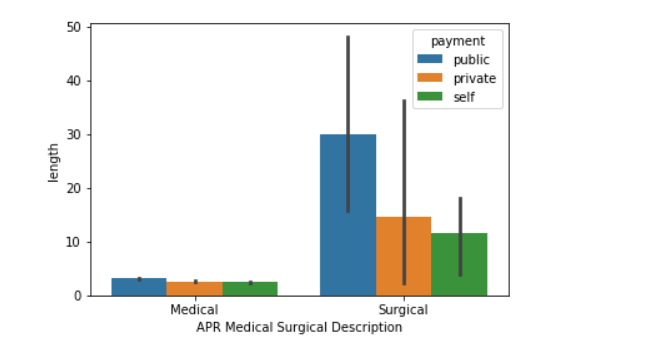 50
40
30
20
10
0
length
payment
public
private
self
Medical
Surgical
APR Medical Surgical Description